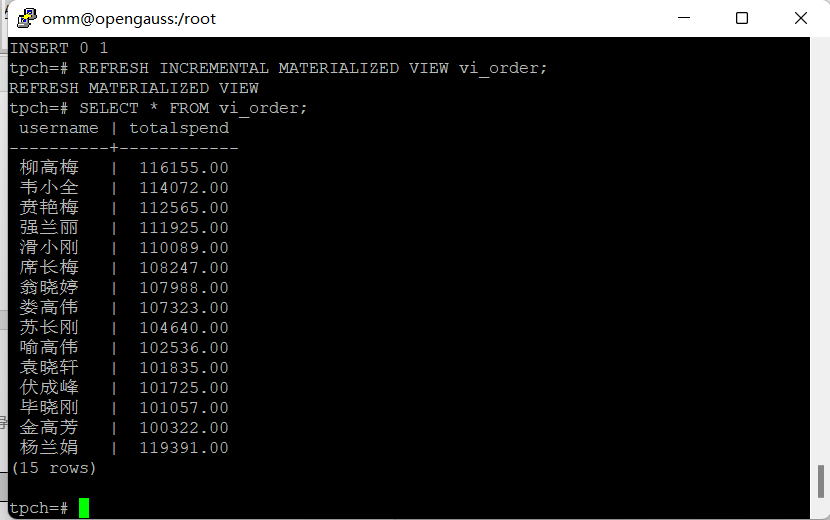 omm@opengauss:/root
INSERT 0 1
tpch=# REFRESH INCREMENTAL MATERIALIZED VIEW vi_order;
REFRESH MATERIALIZED VIEW
tpch=# SELECT * FROM vi_order;
 username | totalspend
----------+------------
 柳高梅   |  116155.00
 韦小全   |  114072.00
 贲艳梅   |  112565.00
 强兰丽   |  111925.00
 滑小刚   |  110089.00
 席长梅   |  108247.00
 翁晓婷   |  107988.00
 娄高伟   |  107323.00
 苏长刚   |  104640.00
 喻高伟   |  102536.00
 袁晓轩   |  101835.00
 伏成峰   |  101725.00
 毕晓刚   |  101057.00
 金高芳   |  100322.00
 杨兰娟   |  119391.00
(15 rows)
tpch=#